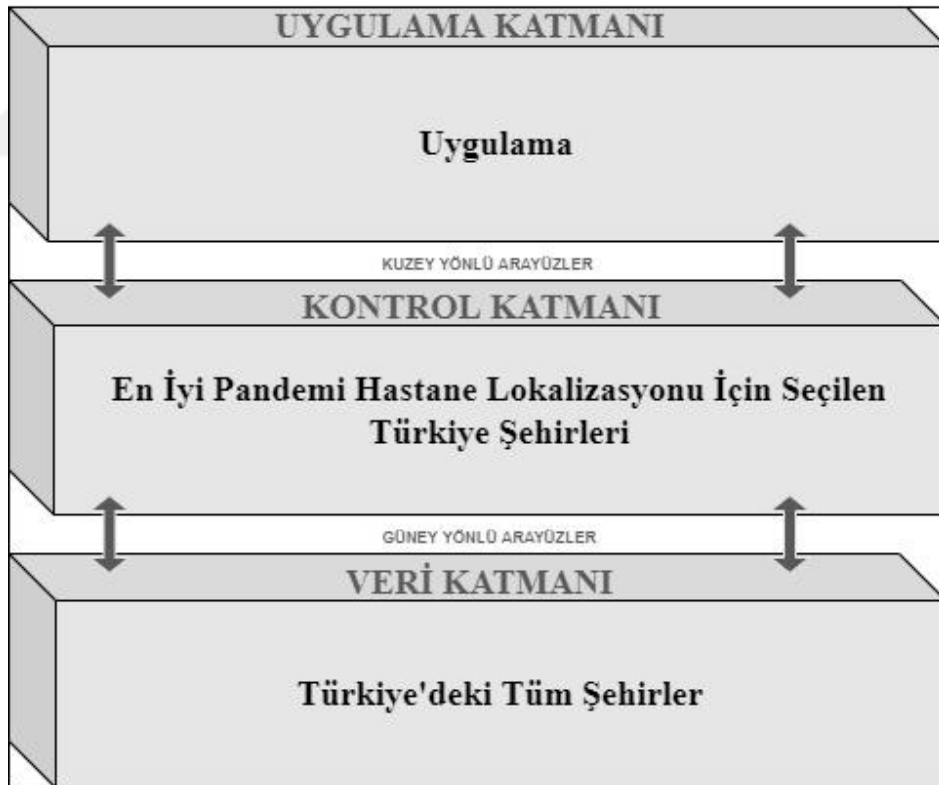 UYGULAMA KATMANI
Uygulama
KUZEY YÖNLÜ ARAYÜZLER
KONTROL KATMANI
En İyi Pandemi Hastane Lokalizasyonu İçin Seçilen
Türkiye Şehirleri
GÜNEY YÖNLÜ ARAYÜZLER
VERİ KATMANI
Türkiye'deki Tüm Şehirler